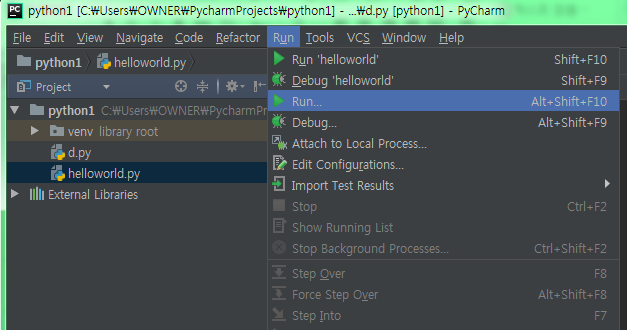 PC python1 [C:₩Users₩OWNER₩PycharmProjects₩python1] - ...₩d.py [python1] - PyCharm
File Edit View Navigate Code Refactor Run Tools VCS Window Help
python1 helloworld.py
Project
python1 C:₩Users₩OWNER₩PycharmPr
venv library root
d.py
helloworld.py
External Libraries
Run 'helloworld' Shift+F10
Debug 'helloworld' Shift+F9
Run... Alt+Shift+F10
Debug... Alt+Shift+F9
Attach to Local Process...
Edit Configurations...
Import Test Results
Stop Ctrl+F2
Show Running List
Stop Background Processes... Ctrl+Shift+F2
Step Over F8
Force Step Over Alt+Shift+F8
Step Into F7